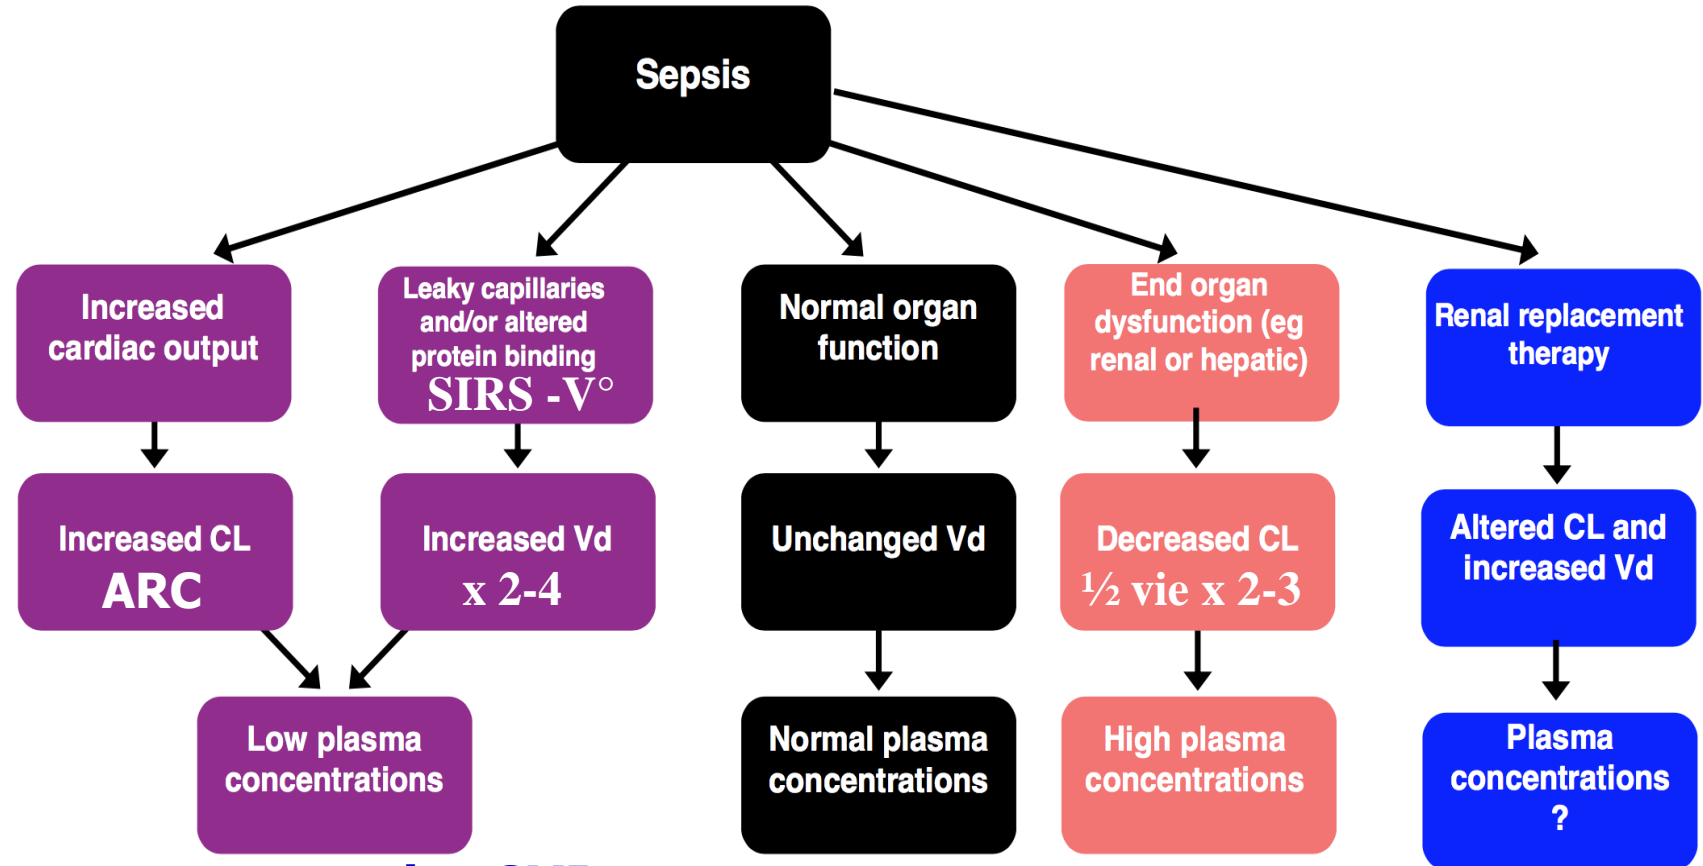 Sepsis
Increased
cardiac output
Leaky capillaries
and/or altered
protein binding
SIRS -V°
Normal organ
function
End organ
dysfunction (eg
renal or hepatic)
Renal replacement
therapy
Increased CL
ARC
Increased Vd
x 2-4
Unchanged Vd
Decreased CL
½ vie x 2-3
Altered CL and
increased Vd
Low plasma
concentrations
Normal plasma
concentrations
High plasma
concentrations
Plasma
concentrations
?